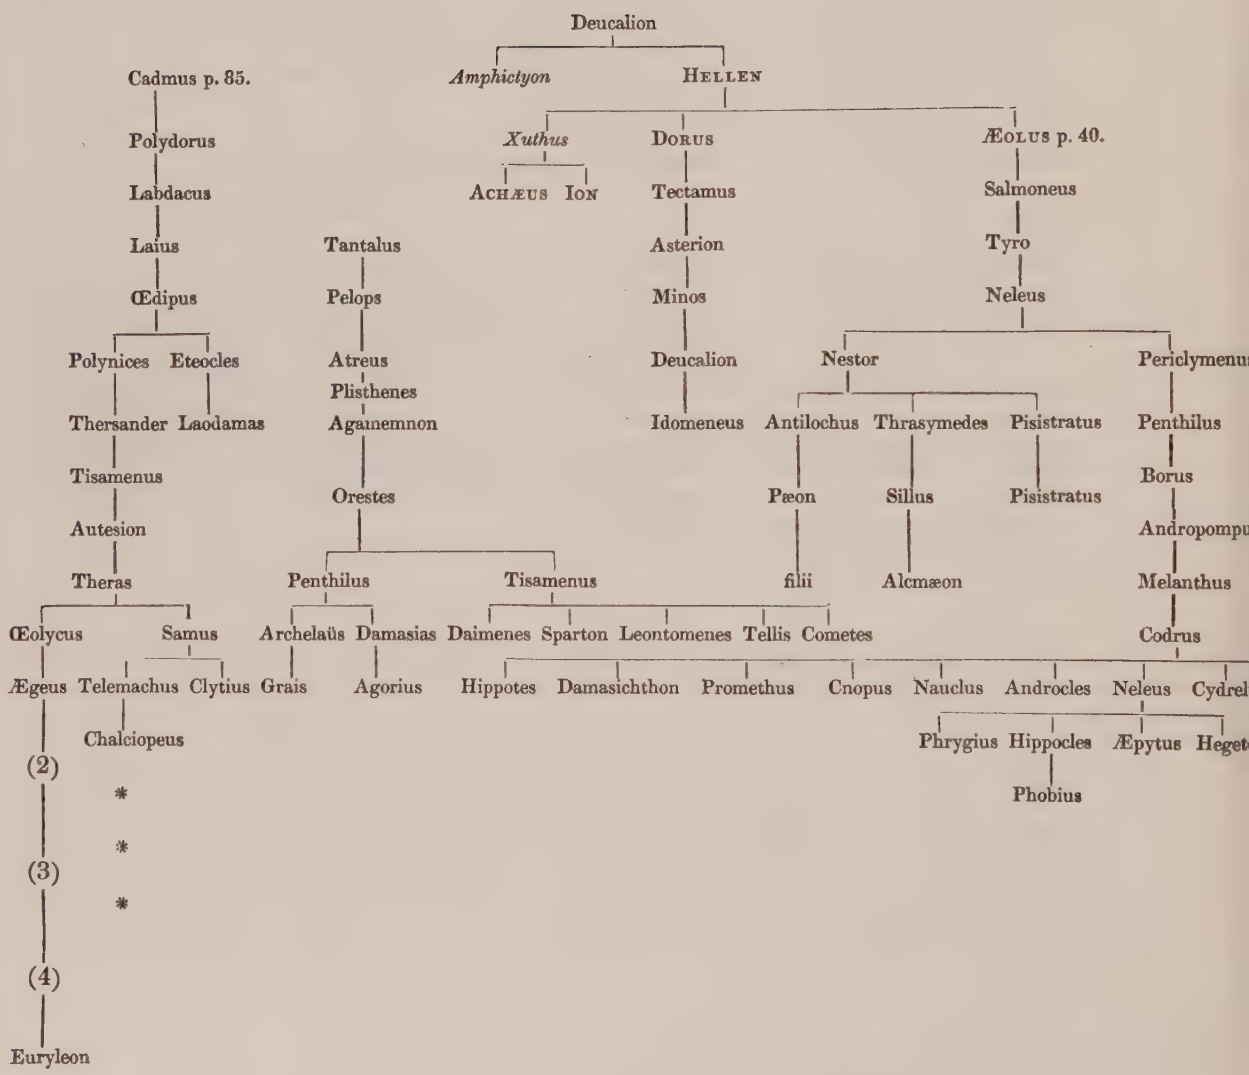 Deucalion
Cadmus p. 85. Amphictyon HELLEN
Polydorus Xuthus DORUS ÆOLUS p. 40.
Labdacus ACHÆUS ION Tectamus Salmoneus
Laius Tantalus Asterion Tyro
Œdipus Pelops Minos Neleus
Polynices Eteocles Atreus Deucalion Nestor Periclymenus
Plisthenes
Thersander Laodamas Agamemnon Idomeneus Antilochus Thrasymedes Pisistratus Penthilus
Tisamenus Borus
Orestes Pæon Sillus Pisistratus
Autesion Andropompu
Theras Penthilus Tisamenus filii Alcmæon Melanthus
Œolycus Samus Archelaüs Damasias Daimenes Sparton Leontomenes Tellis Cometes Codrus
Ægeus Telemachus Clytius Grais Agorius Hippotes Damasichthon Promethus Cnopus Nauclus Androcles Neleus Cydrel
Chalciopeus Phrygius Hippocles Æpytus Heget
(2)
* Phobius
*
(3)
*
(4)
Euryleon